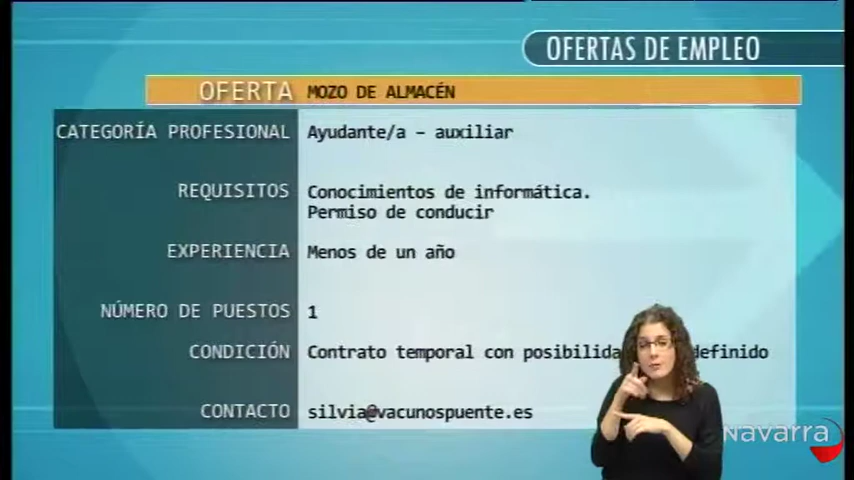 OFERTAS DE EMPLEO
OFERTA MOZO DE ALMACÉN
CATEGORÍA PROFESIONAL Ayudante/a – auxiliar
REQUISITOS Conocimientos de informática.
Permiso de conducir
EXPERIENCIA Menos de un año
NÚMERO DE PUESTOS 1
CONDICIÓN Contrato temporal con definido
CONTACTO silvia@vacunospuente.es
Navarra